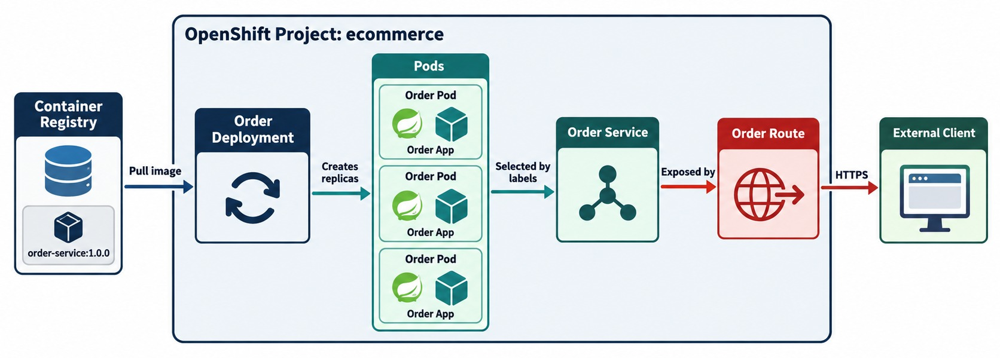 OpenShift Project: ecommerce
Container
Registry
order-service:1.0.0
Pull image
Order
Deployment
Creates
replicas
Pods
Order Pod
Order App
Order Pod
Order App
Order Pod
Order App
Selected by
labels
Order Service
Exposed by
Order Route
HTTPS
External Client